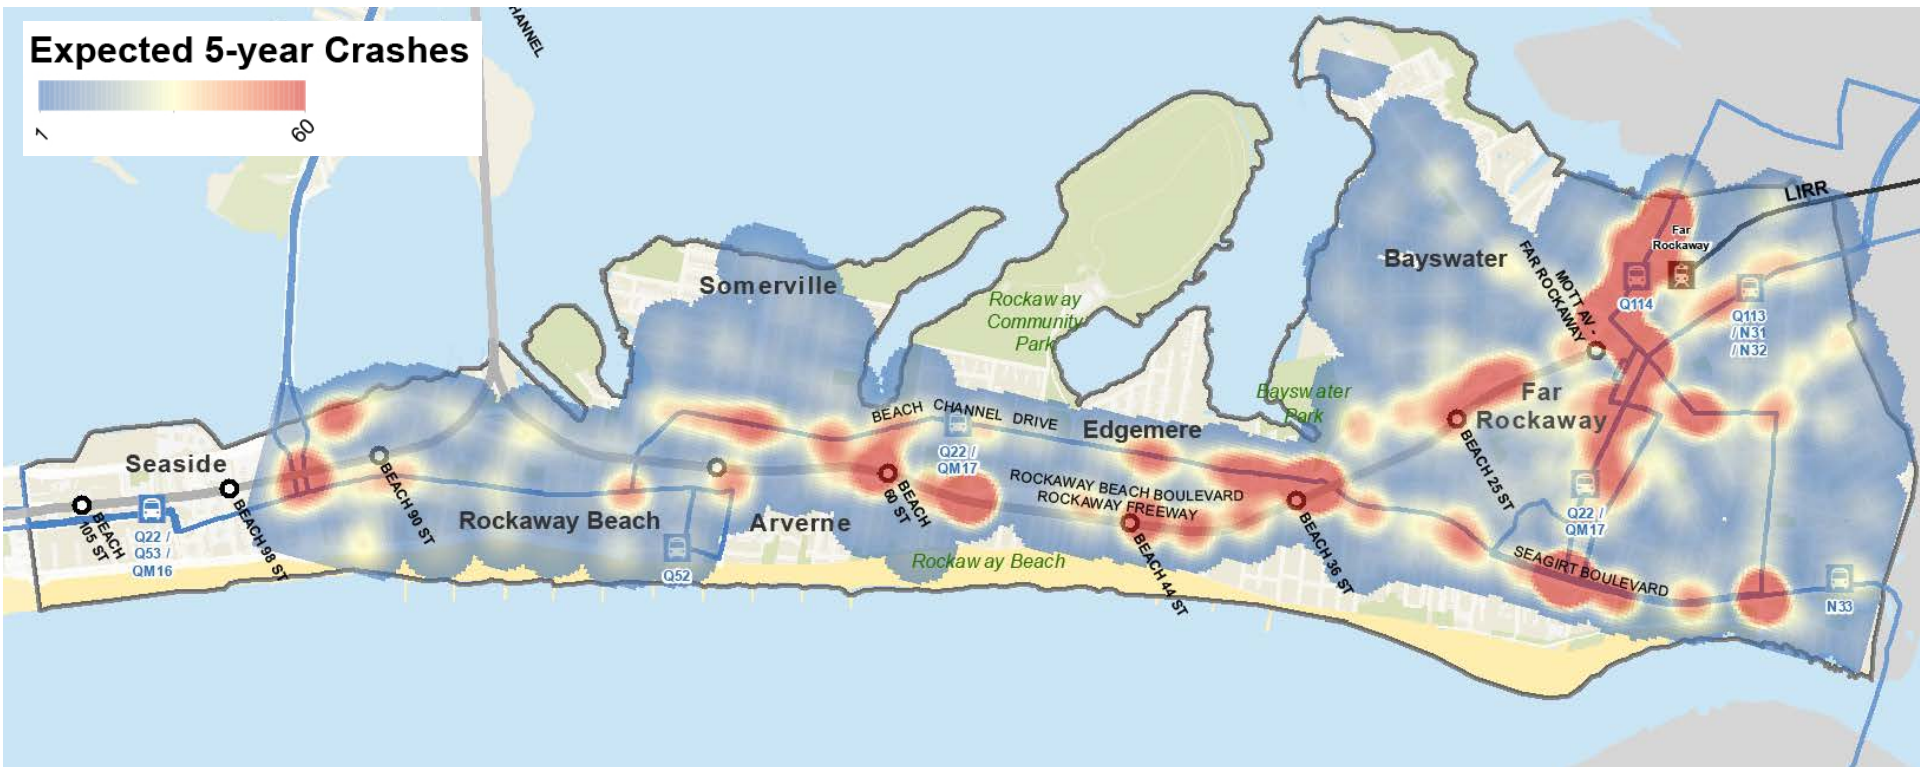 Expected 5-year Crashes
1
60
HANNEL
LIRR
Far
Rockaway
Bayswater
Somerville
MOTT AV -
FAR ROCKAWAY
Q114
Q113
/ N31
/ N32
Rockaway
Community
Park
Bayswater
Park
Far
Rockaway
BEACH CHANNEL DRIVE
Edgemere
Seaside
Q22 /
QM17
BEACH 90 ST
BEACH
60 ST
BEACH 25 ST
ROCKAWAY BEACH BOULEVARD
ROCKAWAY FREEWAY
BEACH
105 ST
BEACH 98 ST
Q22 /
Q53 /
QM16
Rockaway Beach
Arverne
Q22 /
QM17
BEACH 44 ST
BEACH 36 ST
Rockaway Beach
Q52
SEAGIRT BOULEVARD
N33